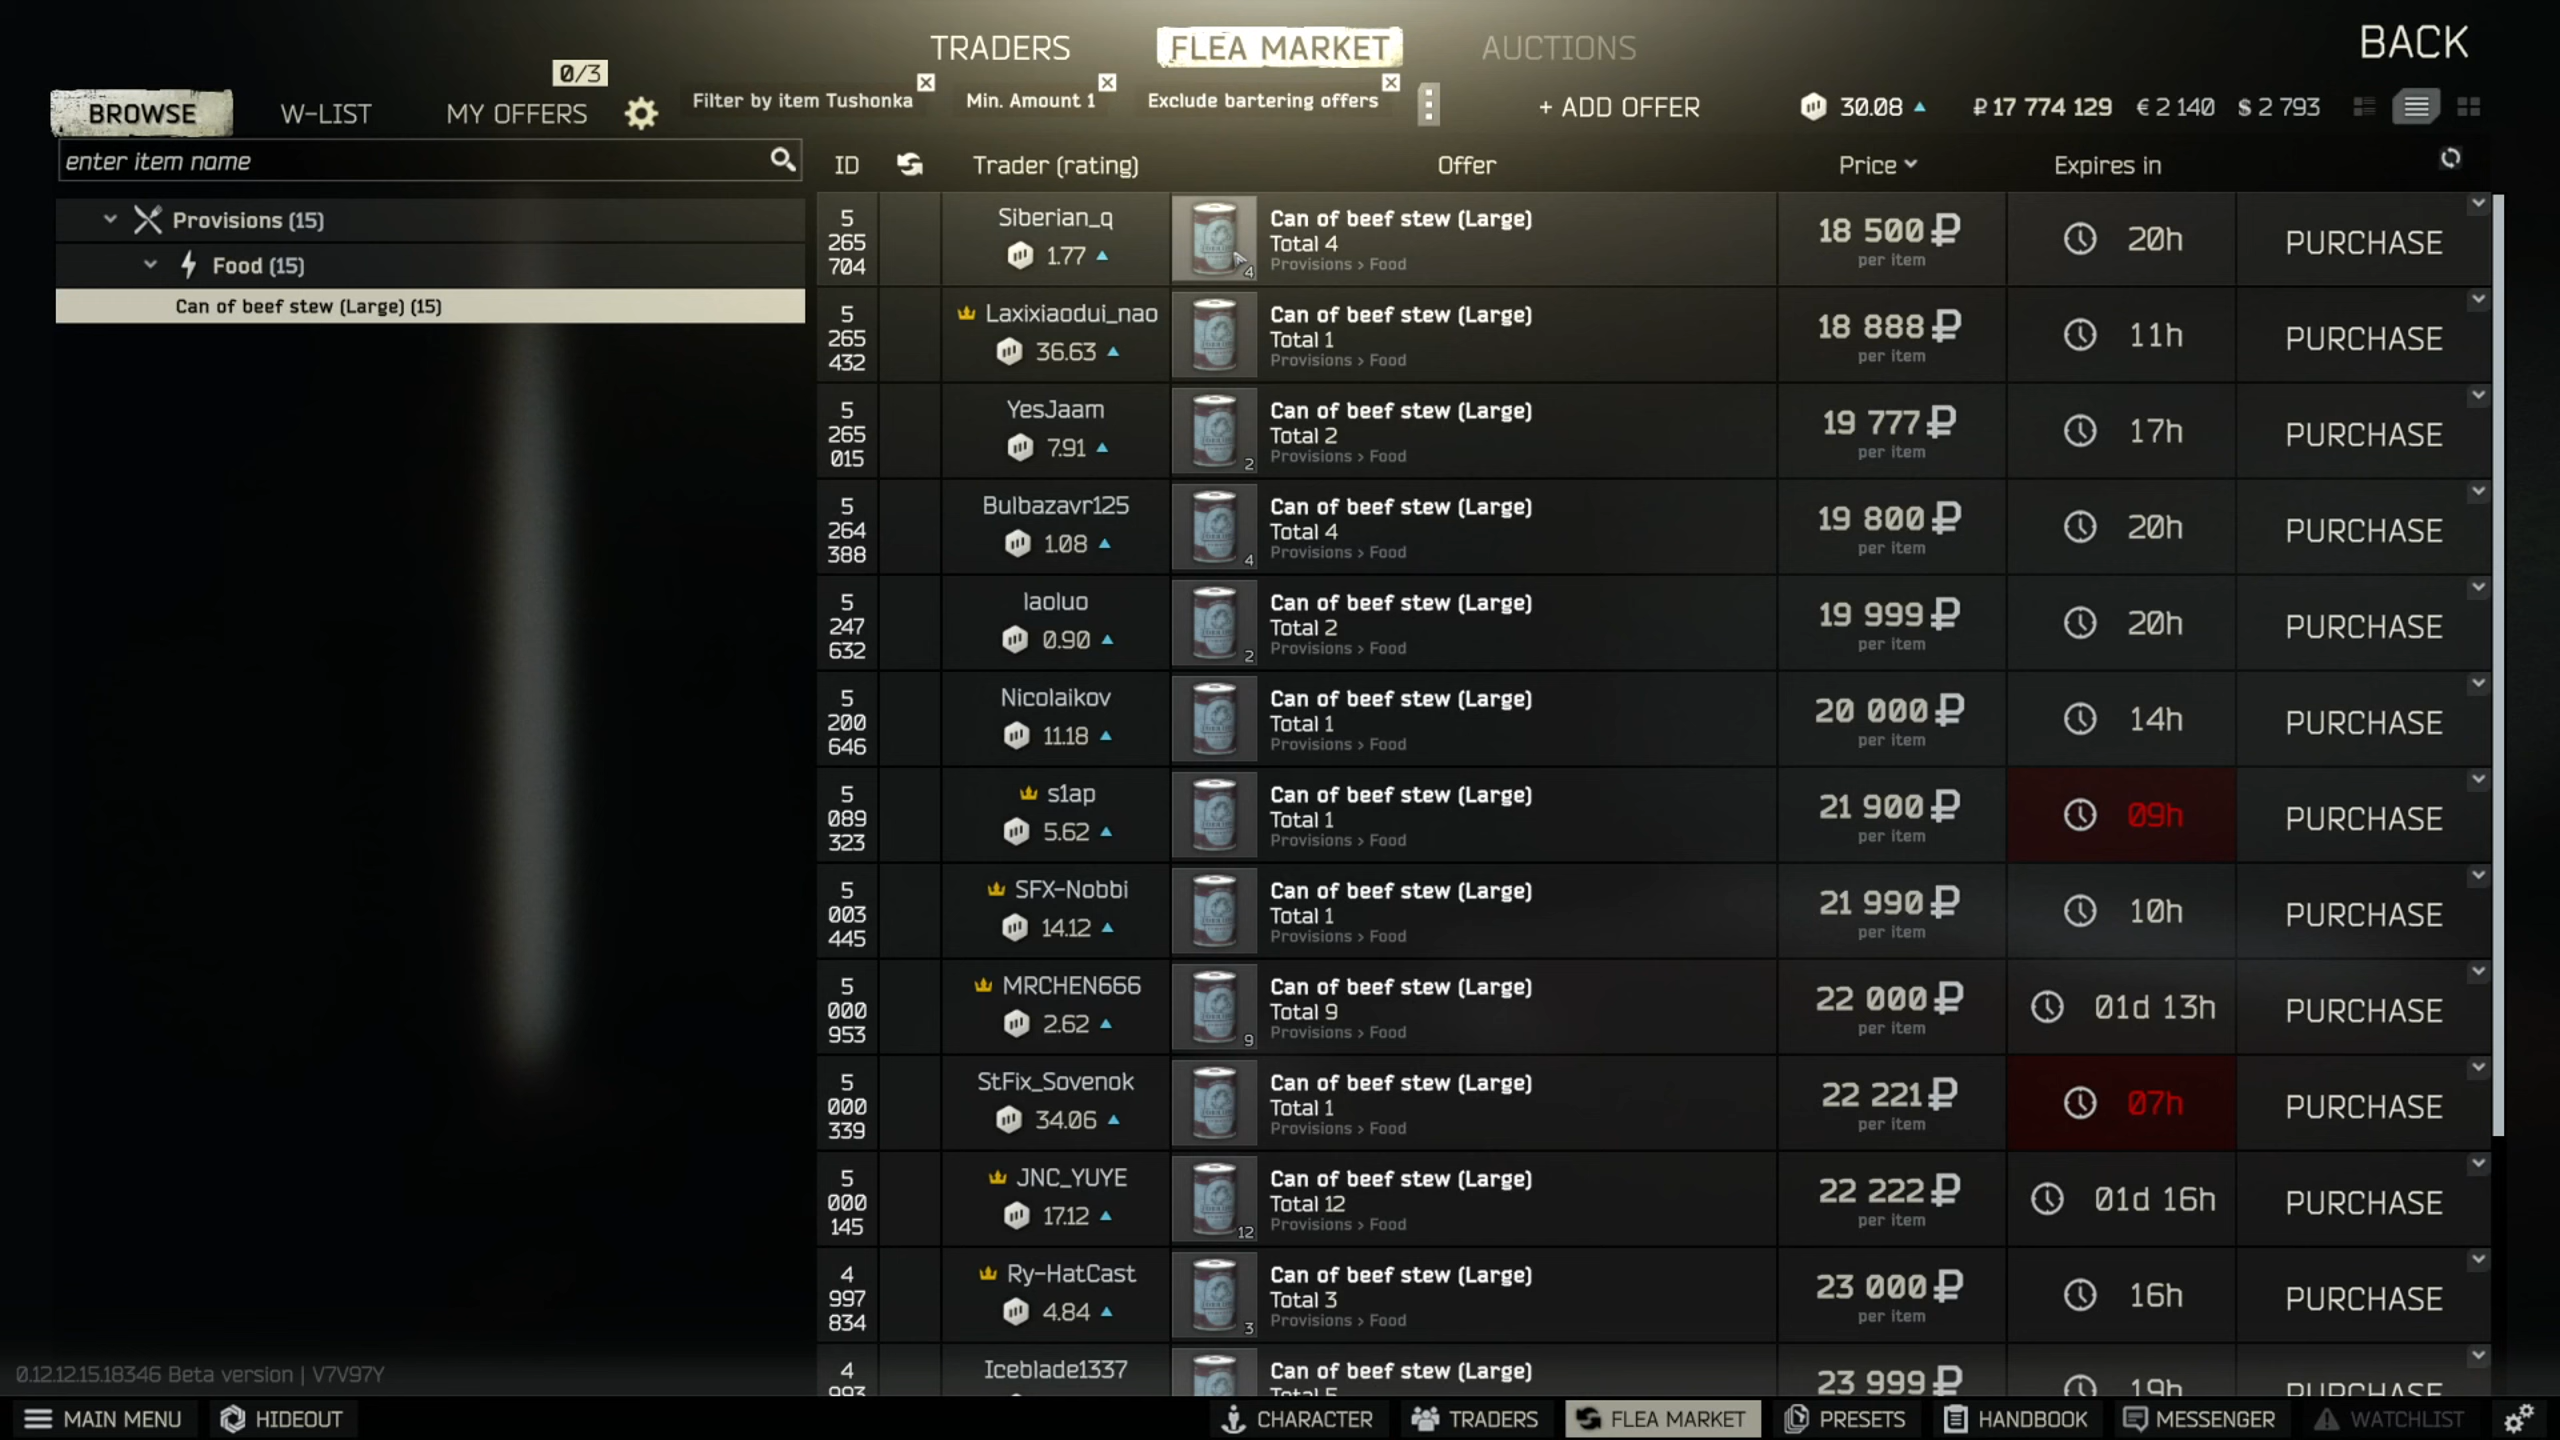 TRADERS
FLEA MARKET
AUCTIONS
BACK
0/3
BROWSE
W-LIST
MY OFFERS
Filter by item Tushonka
Min. Amount 1
Exclude bartering offers
+ ADD OFFER
30.08
₽ 17 774 129
€ 2 140
$ 2 793
enter item name
ID
Trader (rating)
Offer
Price
Expires in
Provisions (15)
Food (15)
Can of beef stew (Large) (15)
5
265
704
Siberian_q
1.77
4
Can of beef stew (Large)
Total 4
Provisions > Food
18 500 ₽
per item
20h
PURCHASE
5
265
432
Laxixiaodui_nao
36.63
Can of beef stew (Large)
Total 1
Provisions > Food
18 888 ₽
per item
11h
PURCHASE
5
265
015
YesJaam
7.91
2
Can of beef stew (Large)
Total 2
Provisions > Food
19 777 ₽
per item
17h
PURCHASE
5
264
388
Bulbazavr125
1.08
4
Can of beef stew (Large)
Total 4
Provisions > Food
19 800 ₽
per item
20h
PURCHASE
5
247
632
laoluo
0.90
2
Can of beef stew (Large)
Total 2
Provisions > Food
19 999 ₽
per item
20h
PURCHASE
5
200
646
Nicolaikov
11.18
Can of beef stew (Large)
Total 1
Provisions > Food
20 000 ₽
per item
14h
PURCHASE
5
089
323
s1ap
5.62
Can of beef stew (Large)
Total 1
Provisions > Food
21 900 ₽
per item
09h
PURCHASE
5
003
445
SFX-Nobbi
14.12
Can of beef stew (Large)
Total 1
Provisions > Food
21 990 ₽
per item
10h
PURCHASE
5
000
953
MRCHEN666
2.62
9
Can of beef stew (Large)
Total 9
Provisions > Food
22 000 ₽
per item
01d 13h
PURCHASE
5
000
339
StFix_Sovenok
34.06
Can of beef stew (Large)
Total 1
Provisions > Food
22 221 ₽
per item
07h
PURCHASE
5
000
145
JNC_YUYE
17.12
12
Can of beef stew (Large)
Total 12
Provisions > Food
22 222 ₽
per item
01d 16h
PURCHASE
4
997
834
Ry-HatCast
4.84
3
Can of beef stew (Large)
Total 3
Provisions > Food
23 000 ₽
per item
16h
PURCHASE
4
993
Iceblade1337
Can of beef stew (Large)
Total 5
23 999 ₽
19h
PURCHASE
0.12.12.15.18346 Beta version | V7V97Y
MAIN MENU
HIDEOUT
CHARACTER
TRADERS
FLEA MARKET
PRESETS
HANDBOOK
MESSENGER
WATCHLIST